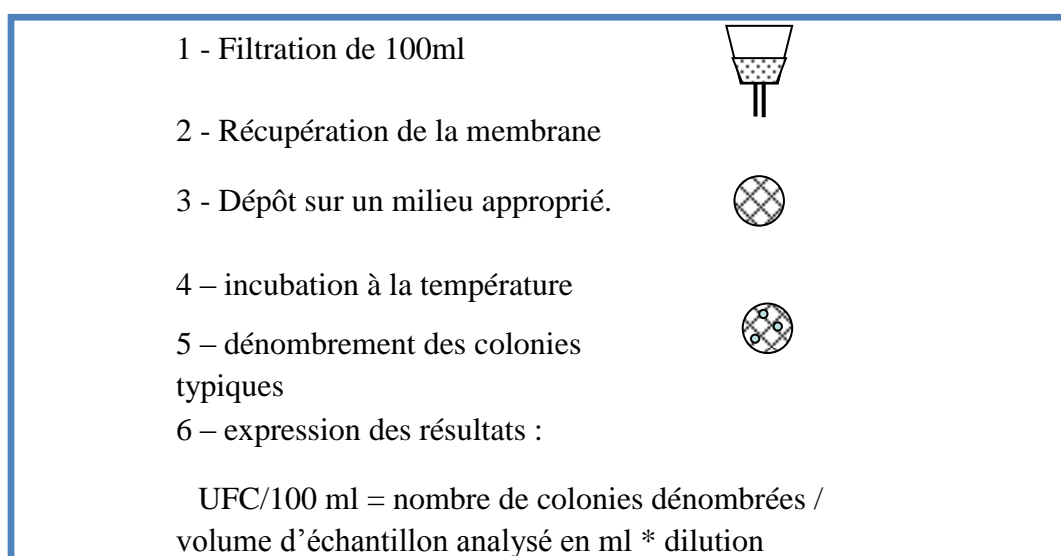 1 - Filtration de 100ml
2 - Récupération de la membrane
3 - Dépôt sur un milieu approprié.
4 – incubation à la température
5 – dénombrement des colonies
typiques
6 – expression des résultats :
UFC/100 ml = nombre de colonies dénombrées /
volume d’échantillon analysé en ml * dilution